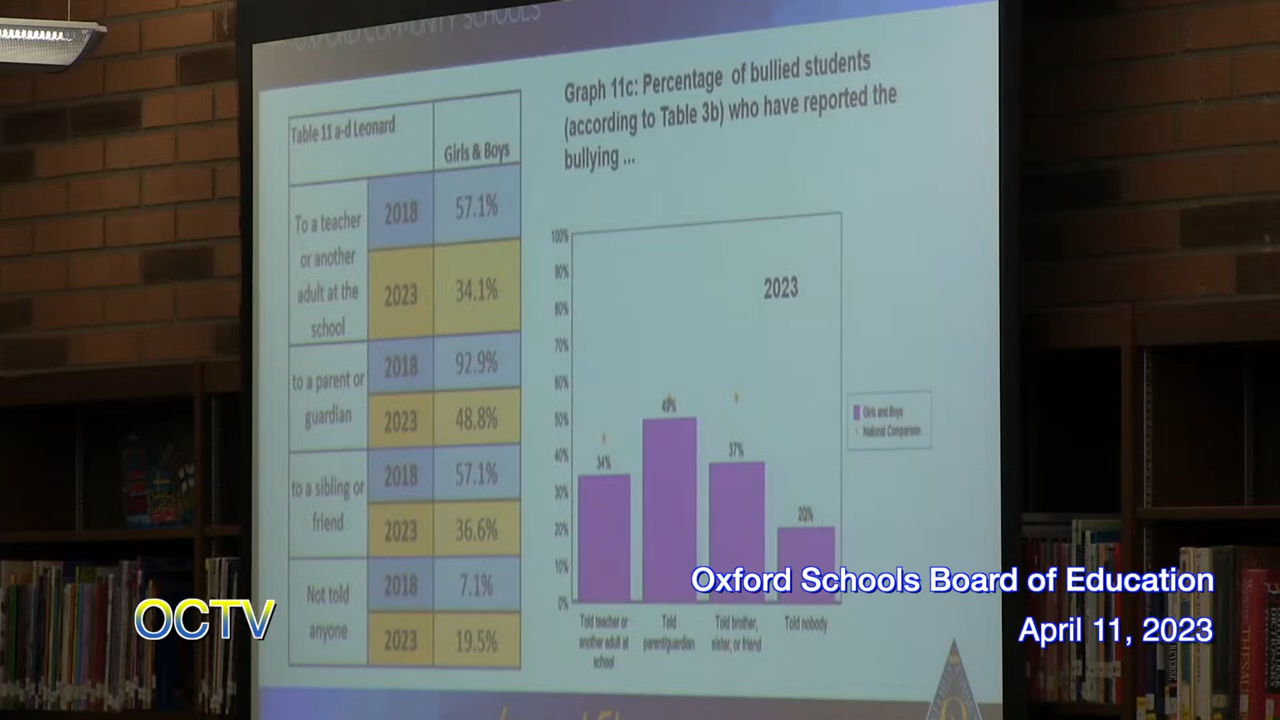 OXFORD COMMUNITY SCHOOLS
Table 11 a-d Leonard
Girls & Boys
To a teacher
or another
adult at the
school
2018
57.1%
2023
34.1%
to a parent or
guardian
2018
92.9%
2023
48.8%
to a sibling or
friend
2018
57.1%
2023
36.6%
Not told
anyone
2018
7.1%
2023
19.5%
Graph 11c: Percentage of bullied students
(according to Table 3b) who have reported the
bullying ...
2023
100%
90%
80%
70%
60%
50%
40%
30%
20%
10%
0%
34%
49%
37%
20%
Told teacher or
another adult at
school
Told
parent/guardian
Told brother,
sister, or friend
Told nobody
Girls and Boys
National Comparison
OCTV
Oxford Schools Board of Education
April 11, 2023